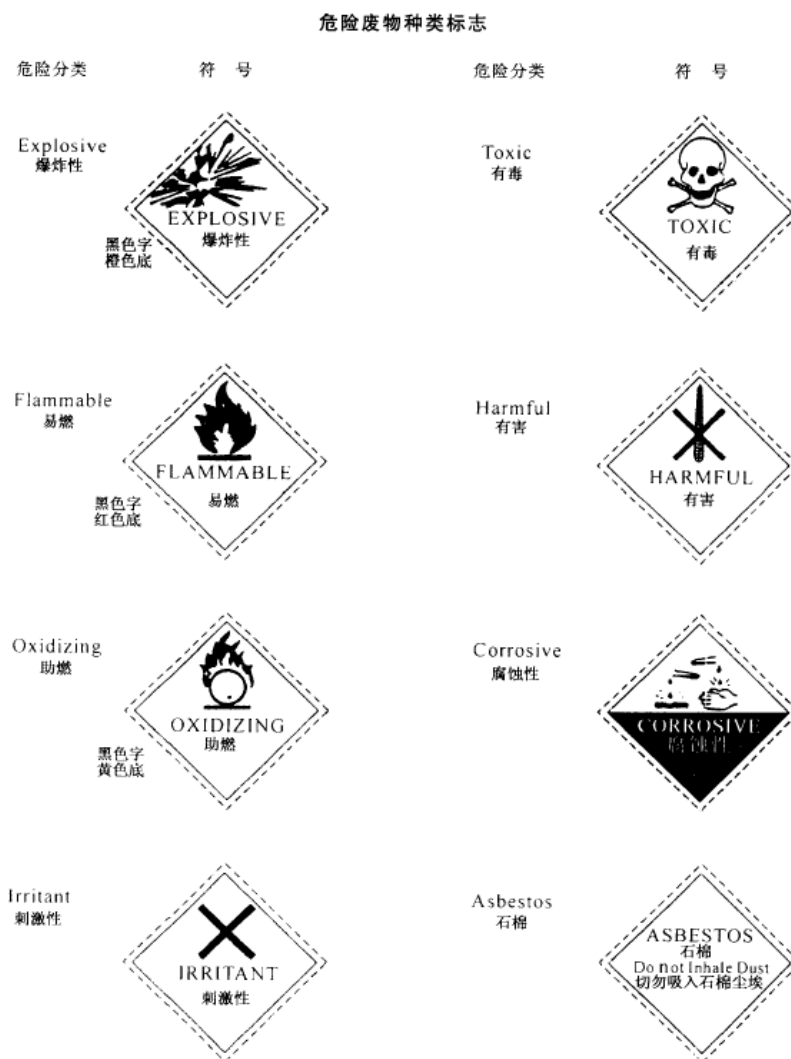 危险废物种类标志
危险分类 符 号 危险分类 符 号
Explosive
爆炸性
EXPLOSIVE
爆炸性
黑色字
橙色底
Toxic
有毒
TOXIC
有毒
Flammable
易燃
FLAMMABLE
易燃
黑色字
红色底
Harmful
有害
HARMFUL
有害
Oxidizing
助燃
OXIDIZING
助燃
黑色字
黄色底
Corrosive
腐蚀性
CORROSIVE
腐蚀性
Irritant
刺激性
IRRITANT
刺激性
Asbestos
石棉
ASBESTOS
石棉
Do not Inhale Dust
切勿吸入石棉尘埃